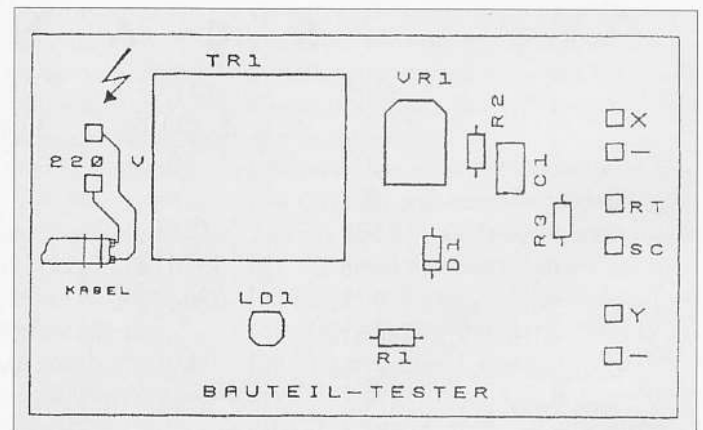 TR1
VR1
R2
C1
X
—
220 V
RT
R3
SC
D1
KABEL
LD1
Y
—
R1
BAUTEIL—TESTER